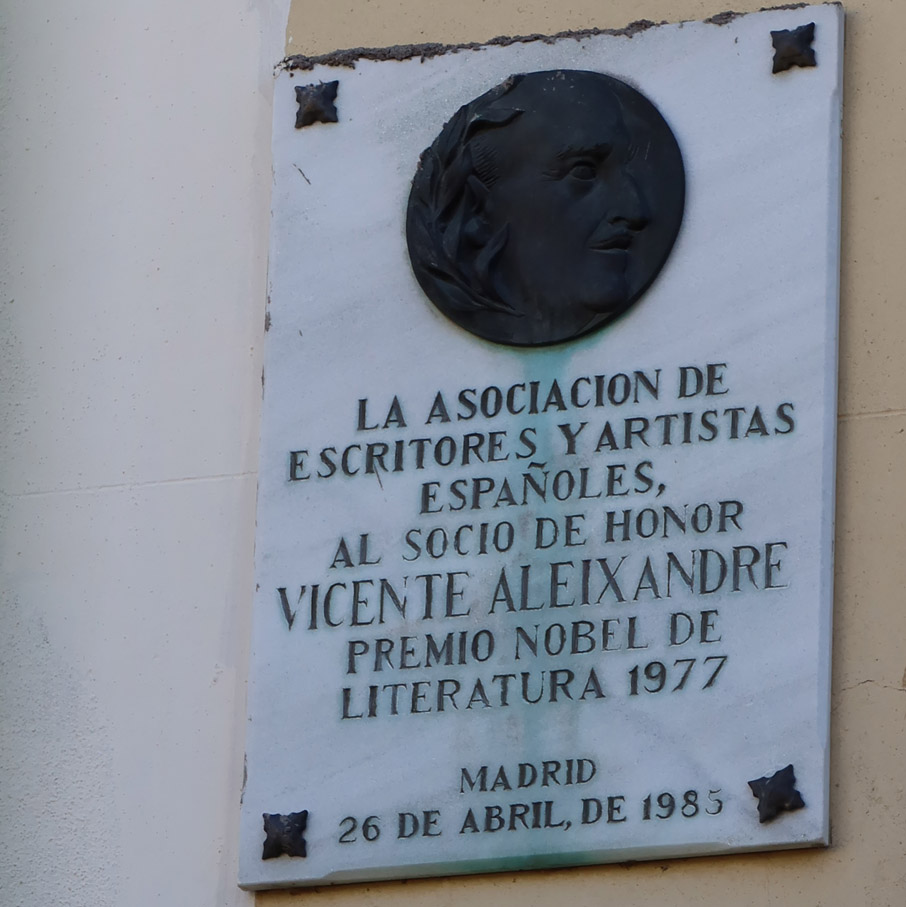 LA ASOCIACION DE
ESCRITORES Y ARTISTAS
ESPAÑOLES,
AL SOCIO DE HONOR
VICENTE ALEIXANDRE
PREMIO NOBEL DE
LITERATURA 1977
MADRID
26 DE ABRIL, DE 1985